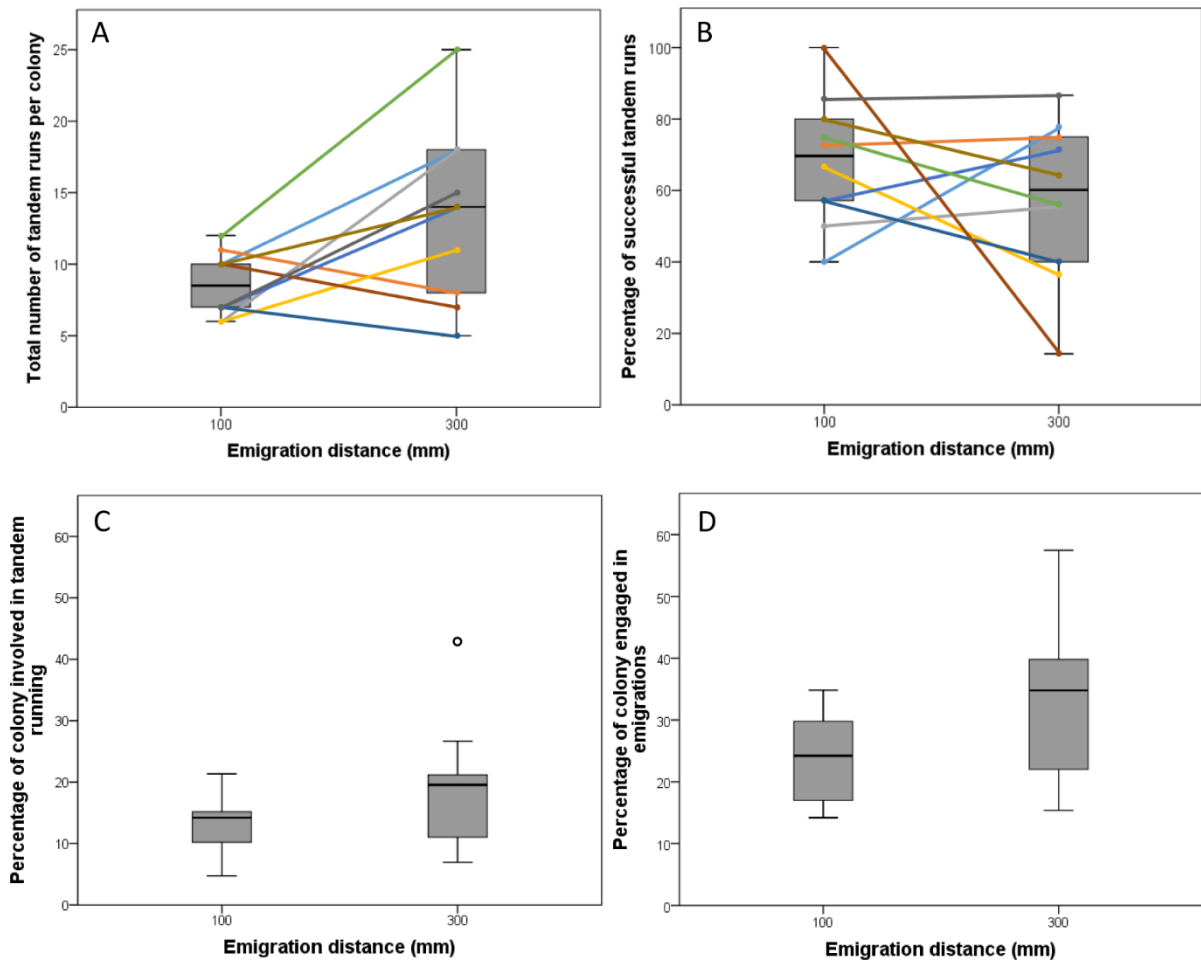 A
Total number of tandem runs per colony
25
20
15
10
5
0
100
300
Emigration distance (mm)
B
Percentage of successful tandem runs
100
80
60
40
20
0
100
300
Emigration distance (mm)
C
Percentage of colony involved in tandem
running
60
50
40
30
20
10
0
100
300
Emigration distance (mm)
D
Percentage of colony engaged in
emigrations
60
50
40
30
20
10
0
100
300
Emigration distance (mm)